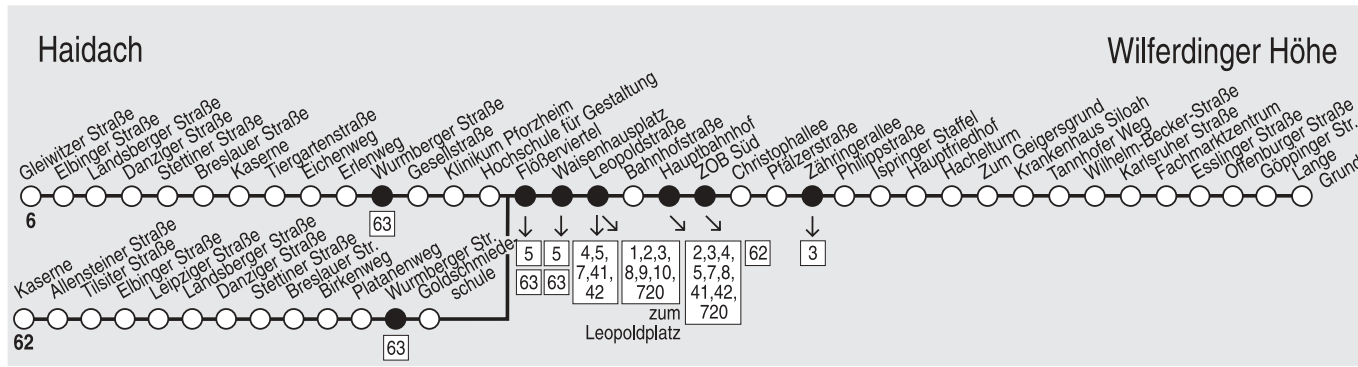 Haidach
Wilferdinger Höhe
Gleiwitzer Straße
Elbinger Straße
Landsberger Straße
Danziger Straße
Stettiner Straße
Breslauer Straße
Kaserne
Tiergartenstraße
Eichenweg
Erlenweg
Wurmberger Straße
Gesellstraße
Klinikum Pforzheim
Hochschule für Gestaltung
Flößerviertel
Waisenhausplatz
Leopoldstraße
Bahnhofstraße
Hauptbahnhof
ZOB Süd
Christophallee
Pfälzerstraße
Zähringerallee
Philippstraße
Ispringer Staffel
Hauptfriedhof
Hachelturm
Zum Geigersgrund
Krankenhaus Siloah
Tannhofer Weg
Wilhelm-Becker-Straße
Karlsruher Straße
Fachmarktzentrum
Esslinger Straße
Offenburger Straße
Göppinger Str.
Lange
Grund
6
63
5
63
5
63
4,5,
7,41,
42
1,2,3,
8,9,10,
720
zum
Leopoldplatz
2,3,4,
5,7,8,
41,42,
720
62
3
Kaserne
Allensteiner Straße
Tilsiter Straße
Elbinger Straße
Leipziger Straße
Landsberger Straße
Danziger Straße
Stettiner Straße
Breslauer Str.
Birkenweg
Platanenweg
Wurmberger Str.
Goldschmiede-
schule
62
63